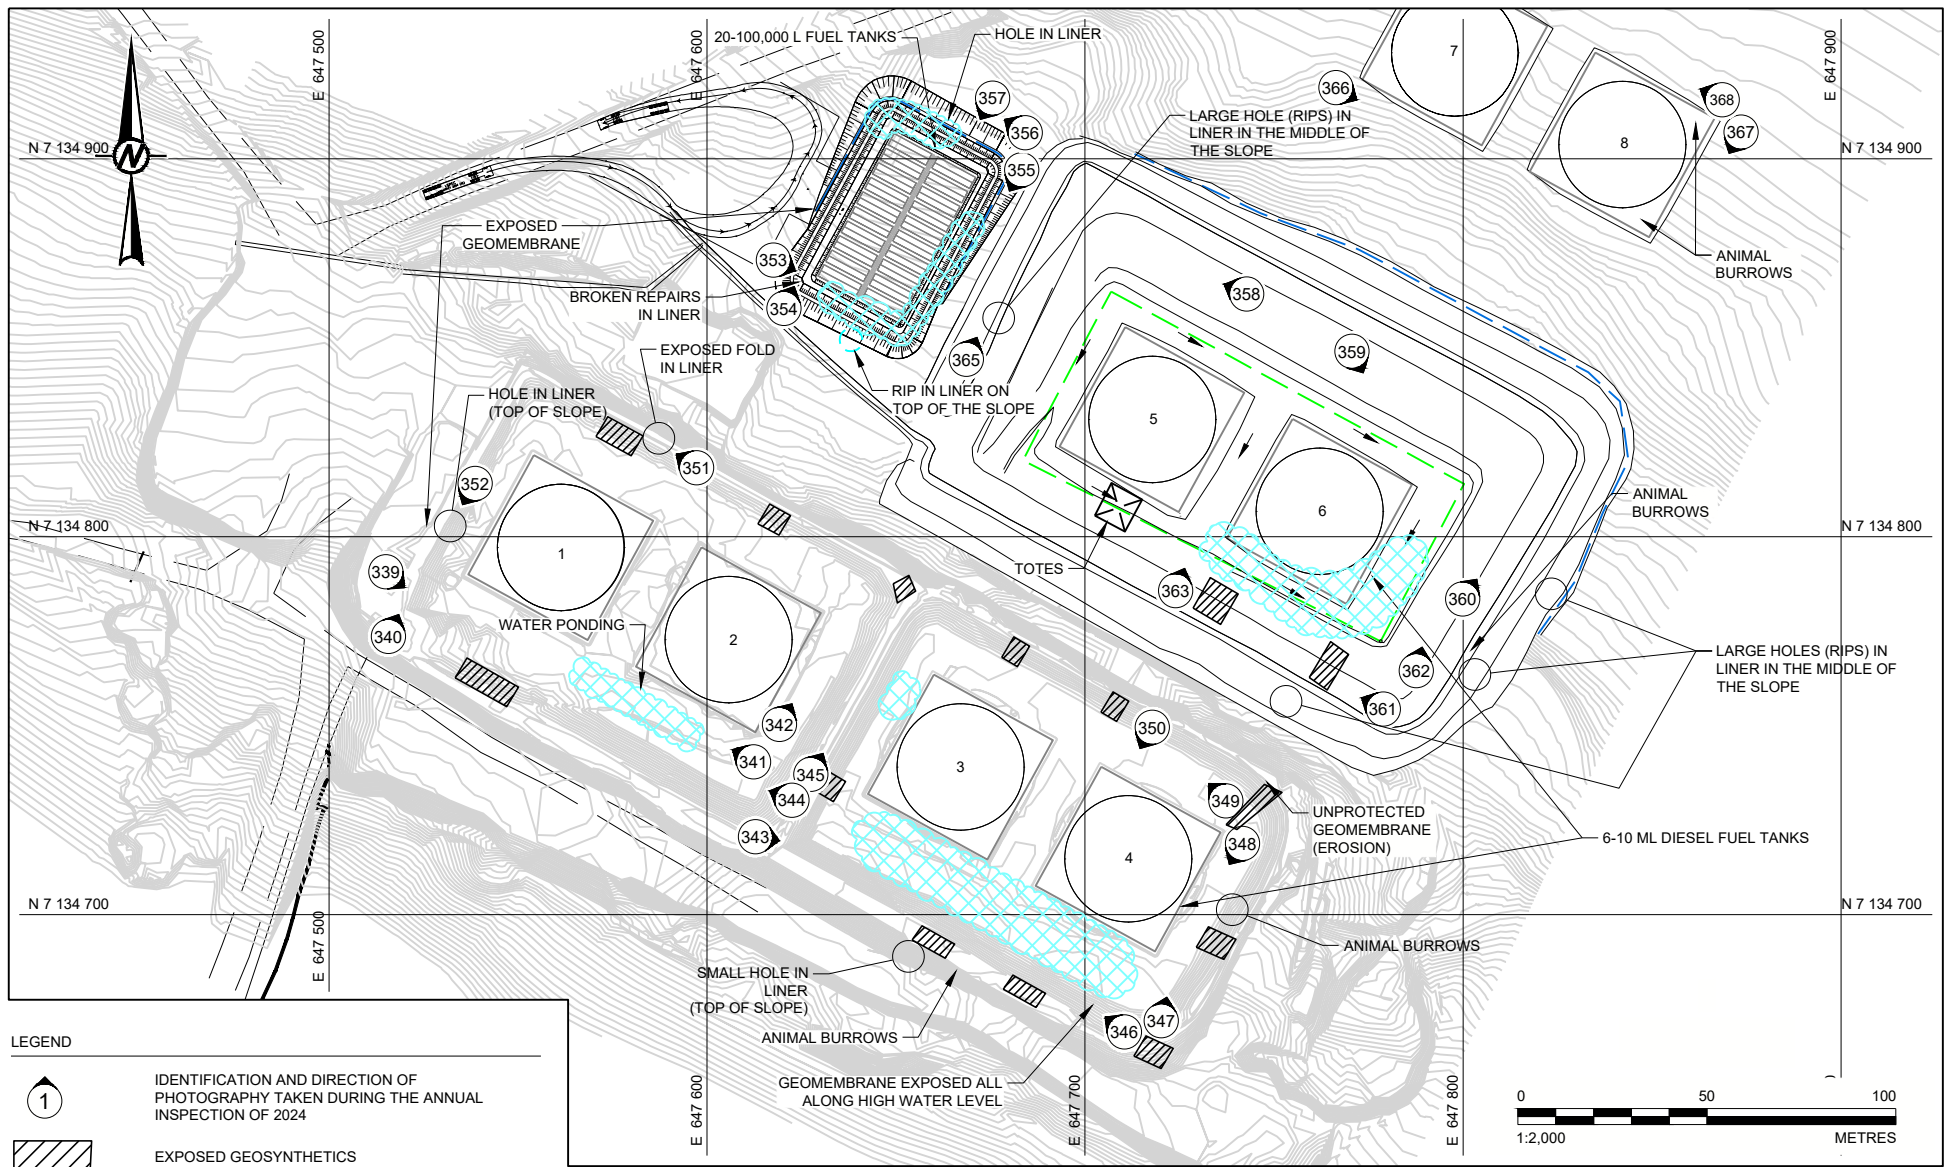 E 647 500
E 647 600
E 647 900
20-100,000 L FUEL TANKS
HOLE IN LINER
7
366
357
368
356
367
LARGE HOLE (RIPS) IN
LINER IN THE MIDDLE OF
THE SLOPE
8
N 7 134 900
N
N 7 134 900
355
EXPOSED
GEOMEMBRANE
353
ANIMAL
BURROWS
BROKEN REPAIRS
IN LINER
354
358
EXPOSED FOLD
IN LINER
365
359
HOLE IN LINER
(TOP OF SLOPE)
RIP IN LINER ON
TOP OF THE SLOPE
5
351
352
ANIMAL
BURROWS
6
N 7 134 800
N 7 134 800
1
339
TOTES
363
360
WATER PONDING
340
2
LARGE HOLES (RIPS) IN
LINER IN THE MIDDLE OF
THE SLOPE
362
361
342
350
341
345
3
344
349
UNPROTECTED
GEOMEMBRANE
(EROSION)
343
348
6-10 ML DIESEL FUEL TANKS
4
N 7 134 700
N 7 134 700
E 647 500
ANIMAL BURROWS
SMALL HOLE IN
LINER
(TOP OF SLOPE)
347
346
ANIMAL BURROWS
GEOMEMBRANE EXPOSED ALL
ALONG HIGH WATER LEVEL
E 647 600
E 647 700
E 647 800
0
50
100
1:2,000
METRES
LEGEND
1
IDENTIFICATION AND DIRECTION OF
PHOTOGRAPHY TAKEN DURING THE ANNUAL
INSPECTION OF 2024
EXPOSED GEOSYNTHETICS